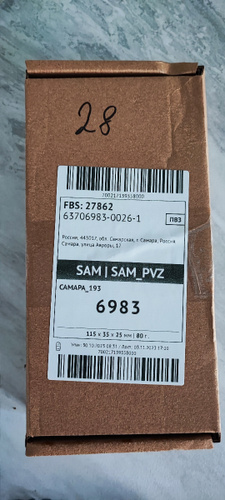 28
FBS: 27862
63706983-0026-1
ПВЗ
Россия, 443017, обл. Самарская, г. Самара, Россия,
Самара, улица Авроры, 17
SAM | SAM_PVZ
САМАРА_193
6983
115 x 35 x 25 мм | 80 г.